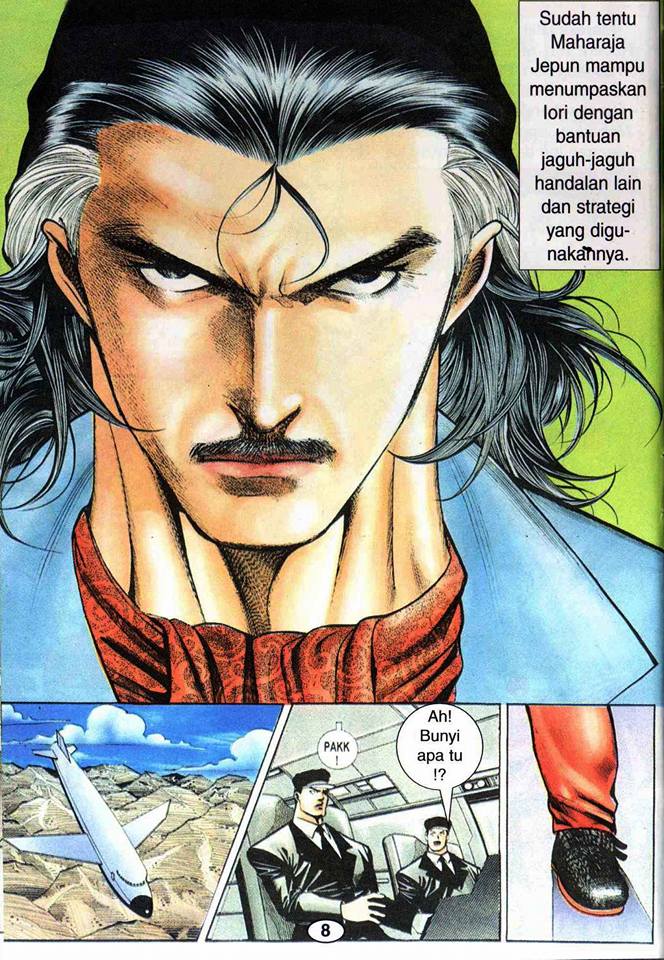 Sudah tentu
Maharaja
Jepun mampu
menumpaskan
Iori dengan
bantuan
jaguh-jaguh
handalan lain
dan strategi
yang digu-
nakannya.
PAKK
!
Ah!
Bunyi
apa tu
!?
8